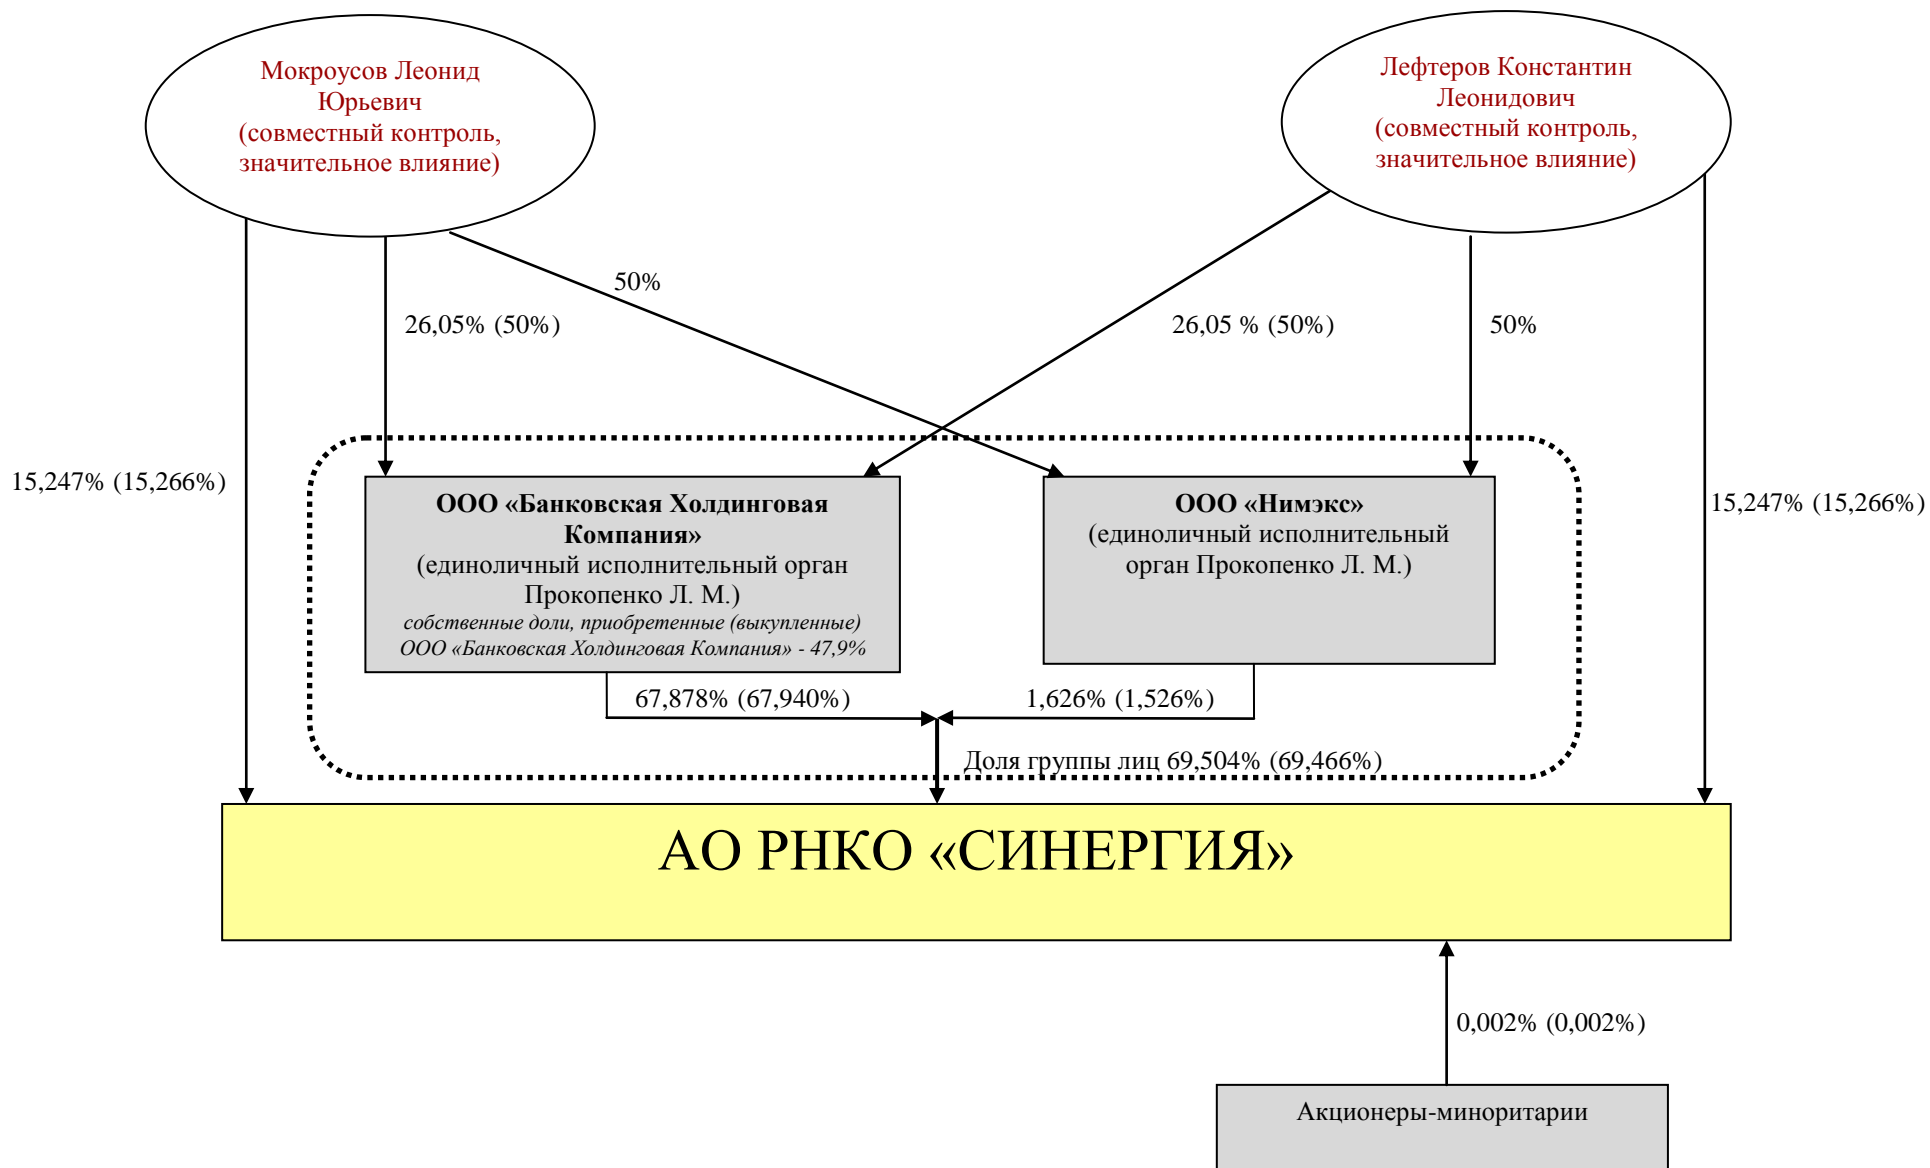 Мокроусов Леонид
Юрьевич
(совместный контроль,
значительное влияние)
Лефтеров Константин
Леонидович
(совместный контроль,
значительное влияние)
50%
26,05% (50%)
26,05 % (50%)
50%
15,247% (15,266%)
15,247% (15,266%)
ООО «Банковская Холдинговая
Компания»
(единоличный исполнительный орган
Прокопенко Л. М.)
собственные доли, приобретенные (выкупленные)
ООО «Банковская Холдинговая Компания» - 47,9%
ООО «Нимэкс»
(единоличный исполнительный
орган Прокопенко Л. М.)
67,878% (67,940%)
1,626% (1,526%)
Доля группы лиц 69,504% (69,466%)
АО РНКО «СИНЕРГИЯ»
0,002% (0,002%)
Акционеры-миноритарии